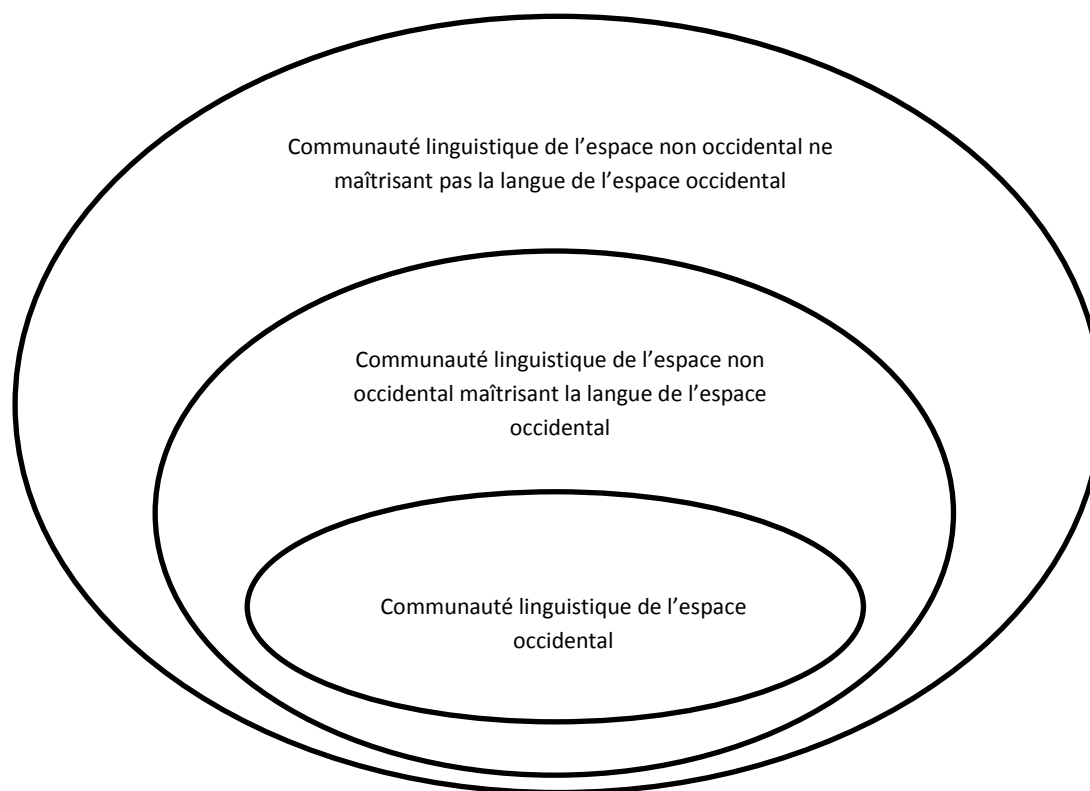 Communauté linguistique de l’espace non occidental ne
maîtrisant pas la langue de l’espace occidental
Communauté linguistique de l’espace non
occidental maîtrisant la langue de l’espace
occidental
Communauté linguistique de l’espace
occidental